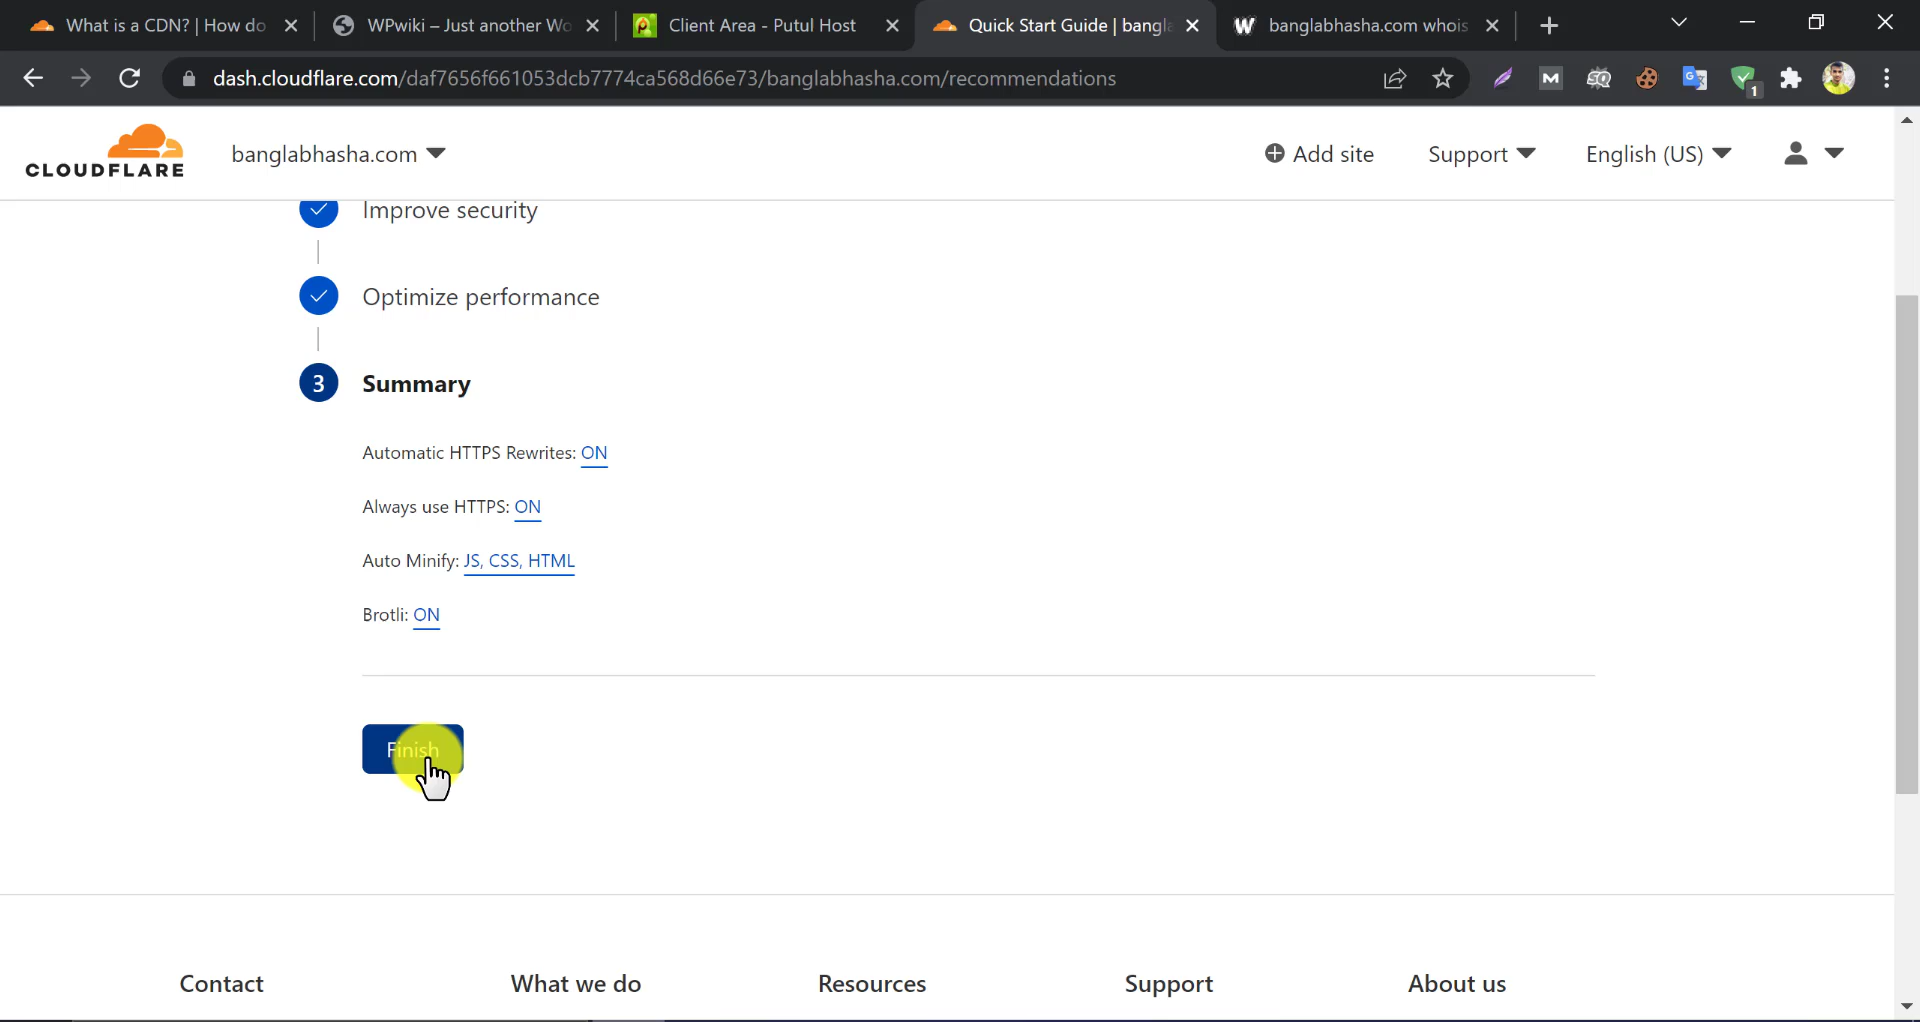 What is a CDN? | How do
WPwiki – Just another Wo
Client Area - Putul Host
Quick Start Guide | bangla
banglabhasha.com whois
dash.cloudflare.com/daf7656f661053dcb7774ca568d66e73/banglabhasha.com/recommendations
1
CLOUDFLARE
banglabhasha.com
Add site
Support
English (US)
Improve security
Optimize performance
3 Summary
Automatic HTTPS Rewrites: ON
Always use HTTPS: ON
Auto Minify: JS, CSS, HTML
Brotli: ON
Finish
Contact
What we do
Resources
Support
About us